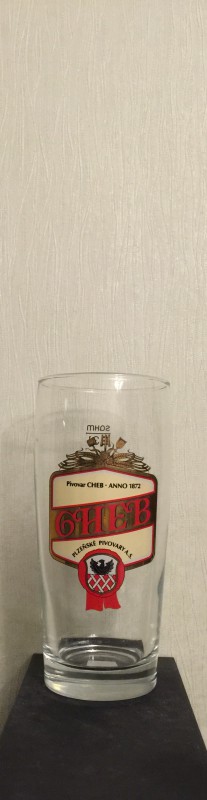 Pivovar CHEB - ANNO 1872
CHEB
PLZEŇSKÉ PIVOVARY A.S.